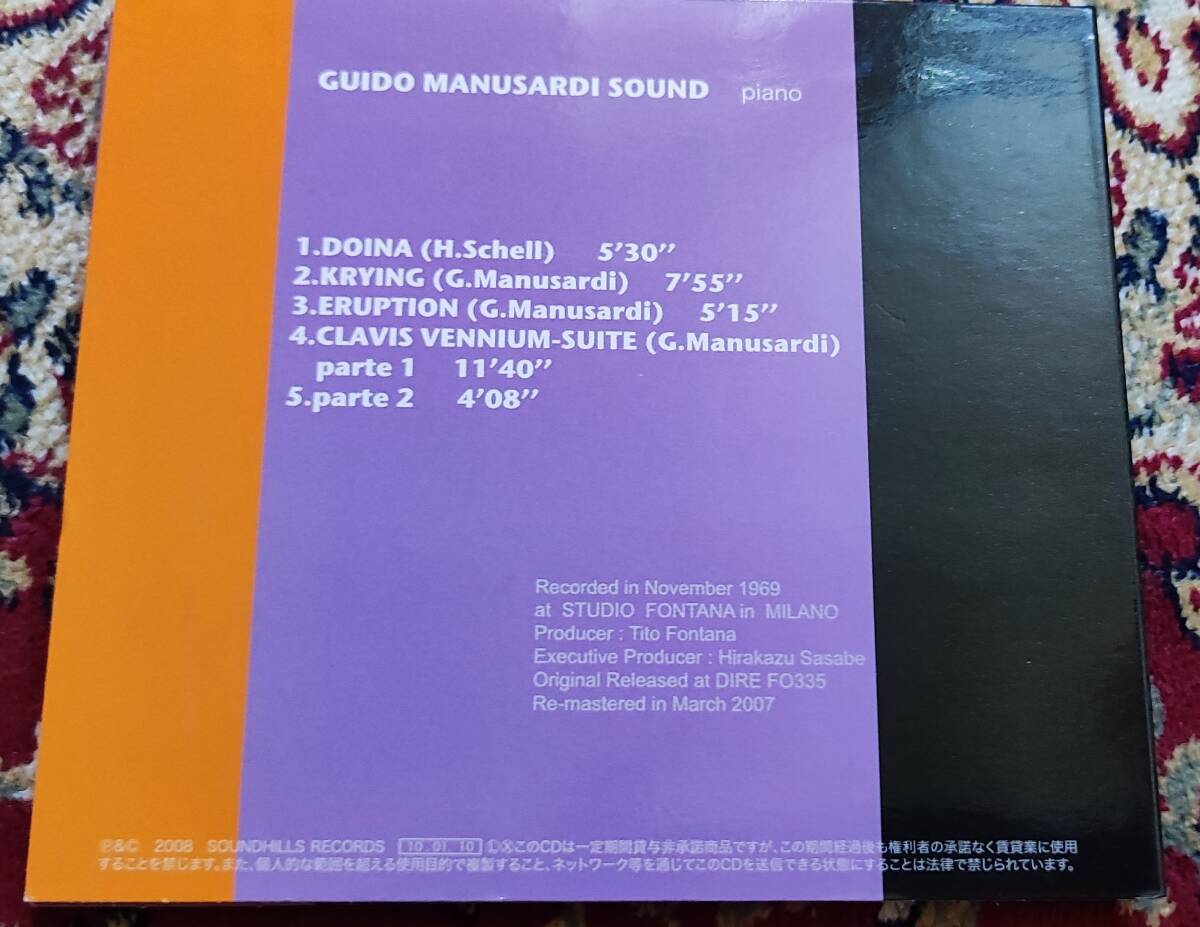 GUIDO MANUSARDI SOUND piano
1.DOINA (H.Schell) 5'30"
2.KRYING (G.Manusardi) 7'55"
3.ERUPTION (G.Manusardi) 5'15"
4.CLAVIS VENNIUM-SUITE (G.Manusardi)
parte 1 11'40"
5.parte 2 4'08"
Recorded in November 1969
at STUDIO FONTANA in MILANO
Producer : Tito Fontana
Executive Producer : Hirakazu Sasabe
Original Released at DIRE FO335
Re-mastered in March 2007
℗&© 2008 SOUNDHILLS RECORDS 10.01.10 Ⓛ Ⓧ このCDは一定期間貸与非承諾商品ですが、この期間経過後も権利者の承諾なく賃貸業に使用
することを禁じます。また、個人的な範囲を超える使用目的で複製すること、ネットワーク等を通じてこのCDを送信できる状態にすることは法律で禁じられています。